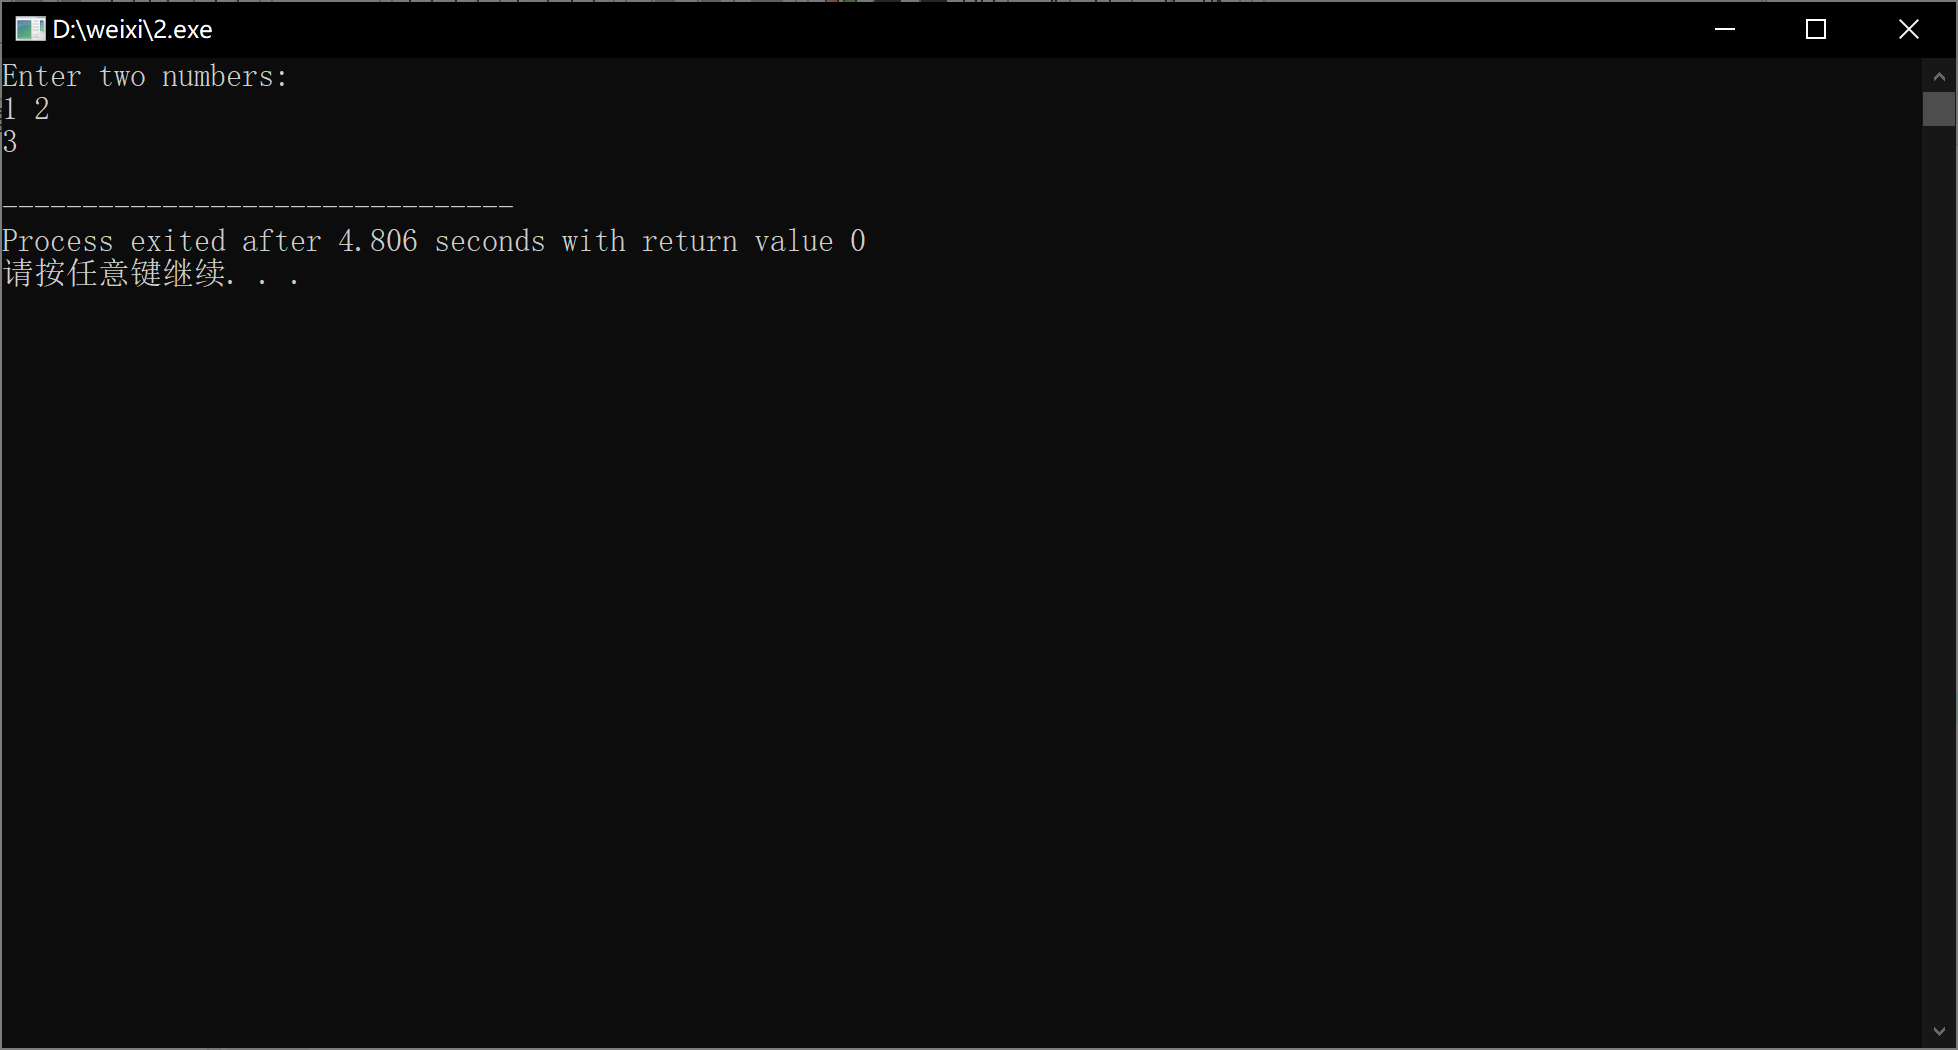 D:\weixi\2.exe
Enter two numbers:
1 2
3
--------------------------------
Process exited after 4.806 seconds with return value 0
请按任意键继续. . .